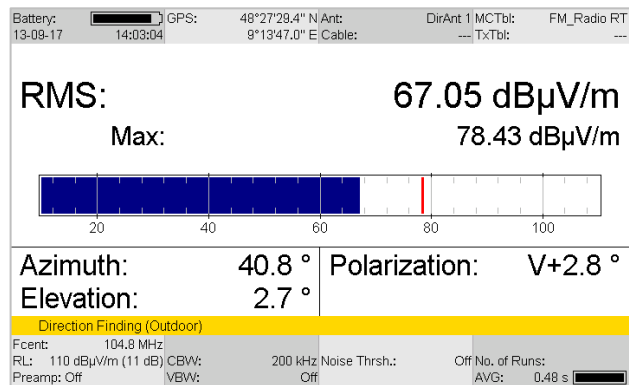 Battery: GPS: 48°27'29.4" N Ant: DirAnt 1 MCTbl: FM_Radio RT
13-09-17 14:03:04 9°13'47.0" E Cable: --- TxTbl: ---
RMS: 67.05 dBµV/m
Max: 78.43 dBµV/m
20 40 60 80 100
Azimuth: 40.8 ° Polarization: V+2.8 °
Elevation: 2.7 °
Direction Finding (Outdoor)
Fcent: 104.8 MHz
RL: 110 dBµV/m (11 dB) CBW: 200 kHz Noise Thrsh.: Off No. of Runs:
Preamp: Off VBW: Off AVG: 0.48 s